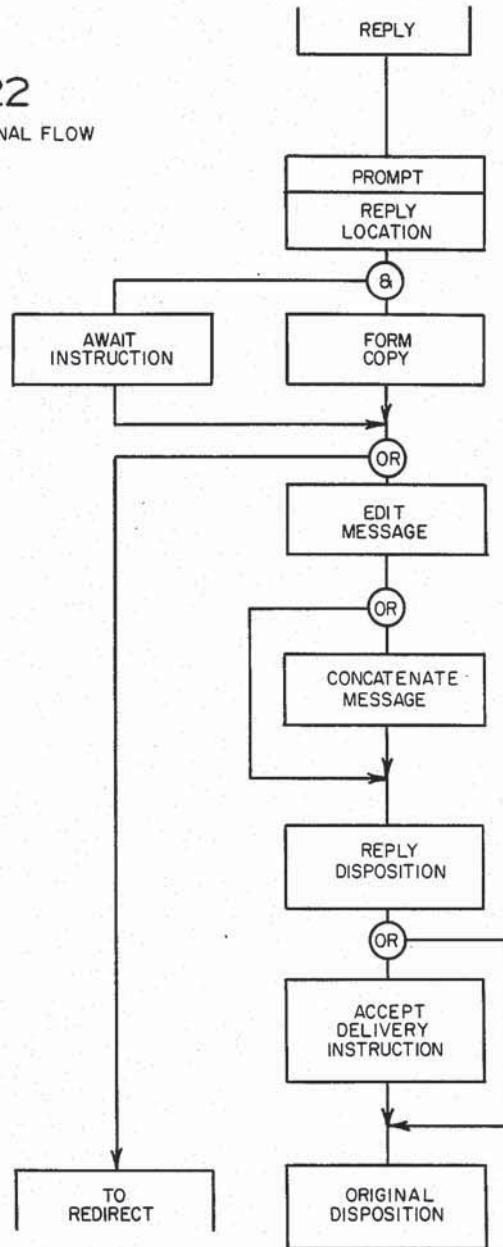 REPLY
22
NAL FLOW
PROMPT
REPLY
LOCATION
&
AWAIT
INSTRUCTION
FORM
COPY
OR
EDIT
MESSAGE
OR
CONCATENATE
MESSAGE
REPLY
DISPOSITION
OR
ACCEPT
DELIVERY
INSTRUCTION
TO
REDIRECT
ORIGINAL
DISPOSITION